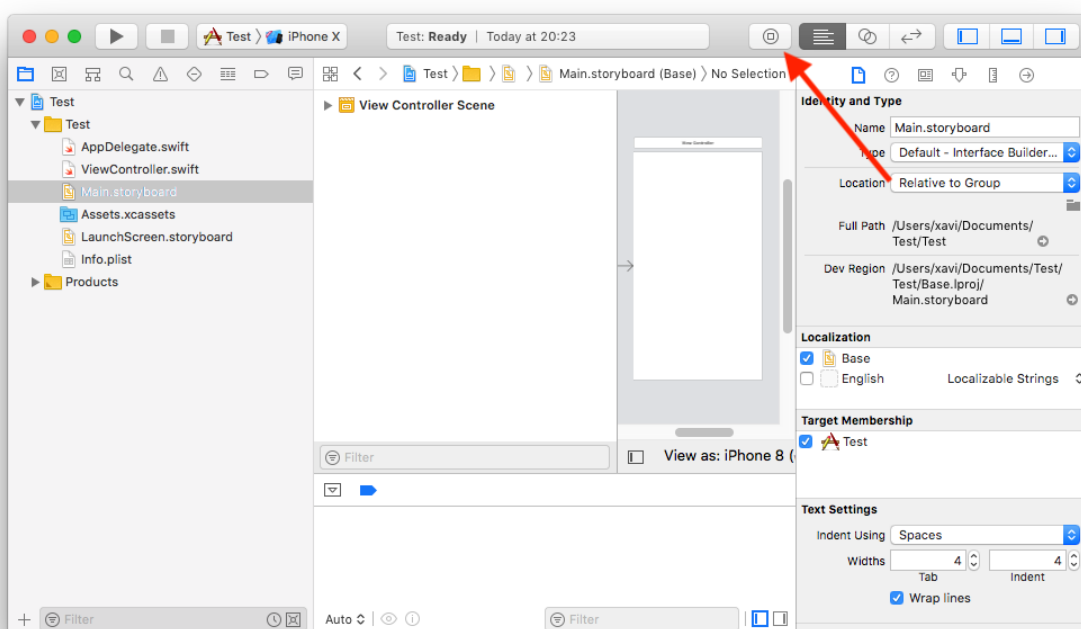 Test 〉 iPhone X
Test: Ready | Today at 20:23
Test 〉 〉 〉 Main.storyboard (Base) 〉 No Selection
Test
Test
AppDelegate.swift
ViewController.swift
Main.storyboard
Assets.xcassets
LaunchScreen.storyboard
Info.plist
Products
Filter
View Controller Scene
Filter
View Controller
View as: iPhone 8 (
Auto
Filter
Identity and Type
Name Main.storyboard
Type Default - Interface Builder...
Location Relative to Group
Full Path /Users/xavi/Documents/
Test/Test
Dev Region /Users/xavi/Documents/Test/
Test/Base.lproj/
Main.storyboard
Localization
Base
English Localizable Strings
Target Membership
Test
Text Settings
Indent Using Spaces
Widths 4 4
Tab Indent
Wrap lines